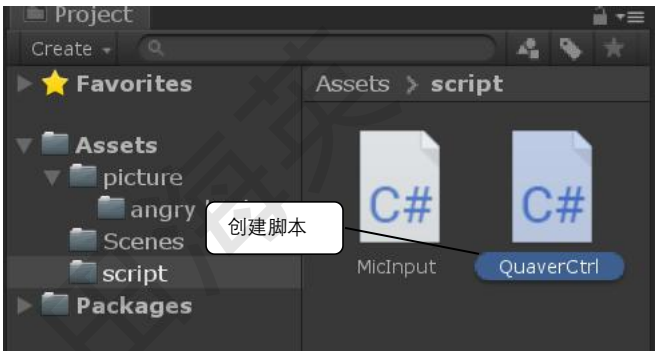 Project
Create
Favorites
Assets > script
Assets
picture
angry
Scenes
script
Packages
创建脚本
C#
C#
MicInput
QuaverCtrl